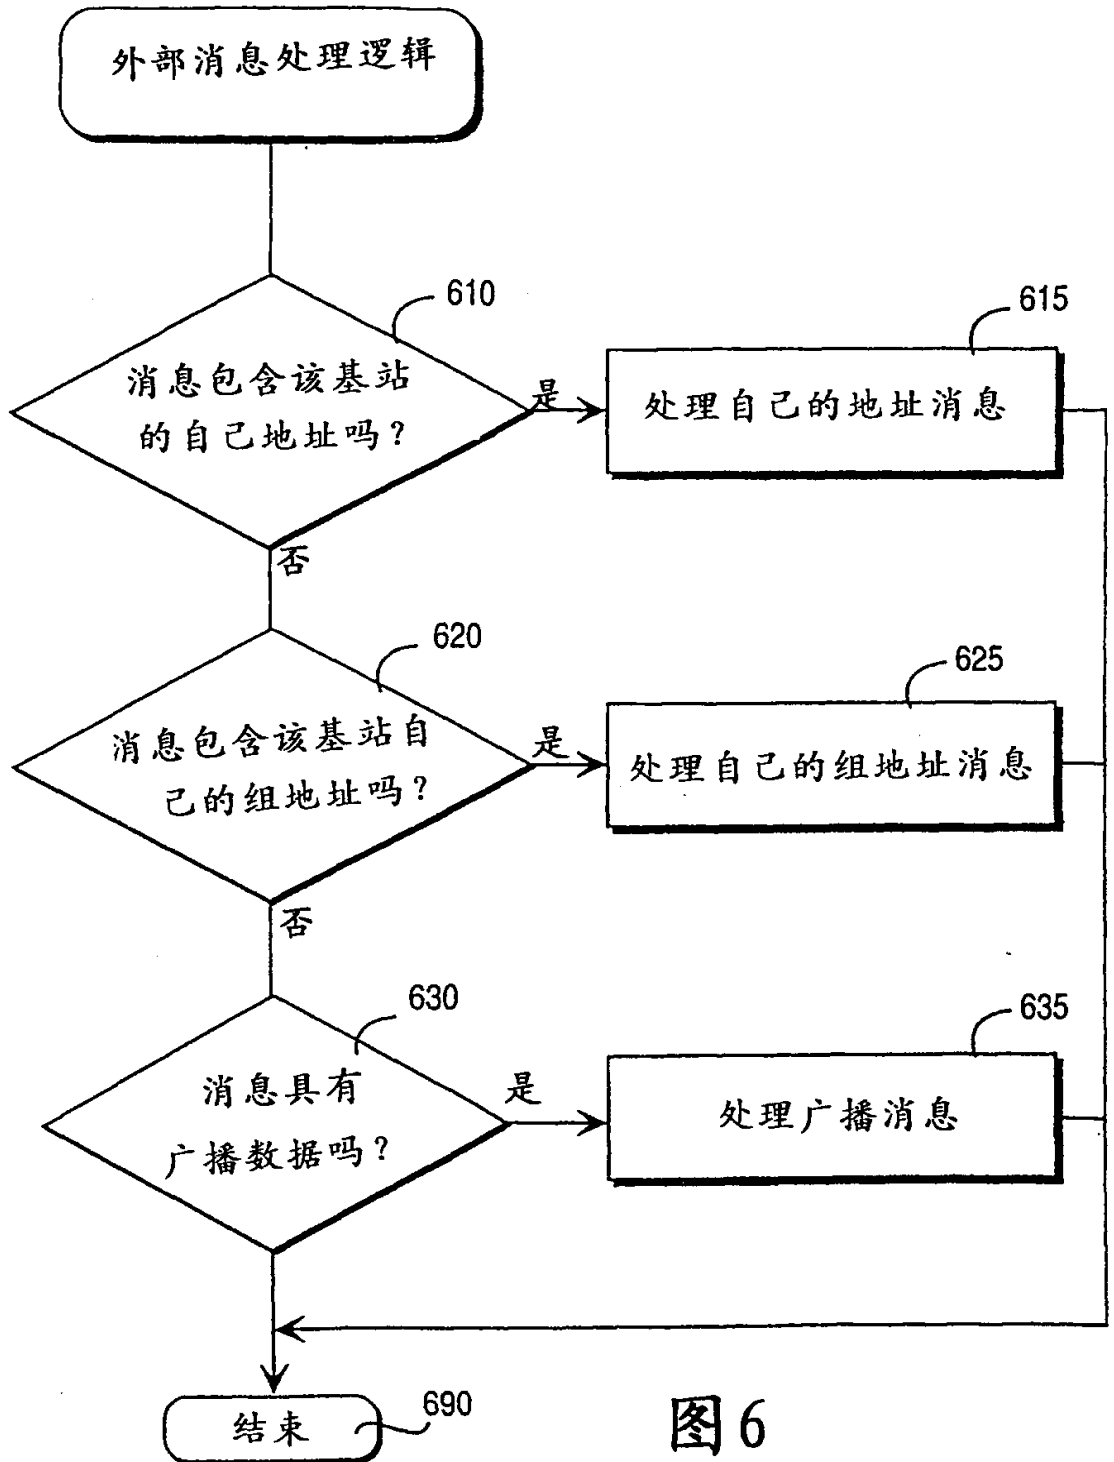 外部消息处理逻辑
610
消息包含该基站
的自己地址吗？
是
615
处理自己的地址消息
否
620
消息包含该基站自
己的组地址吗？
是
625
处理自己的组地址消息
否
630
消息具有
广播数据吗？
是
635
处理广播消息
690
结束
图6